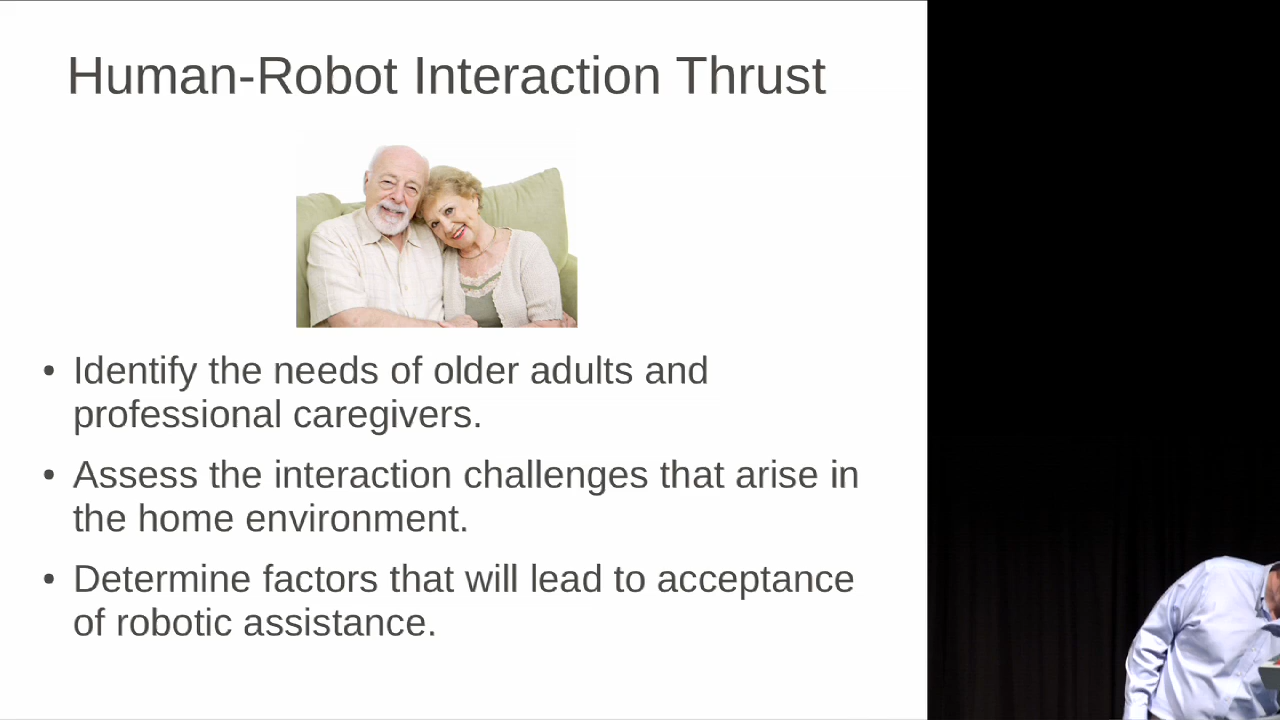 Human-Robot Interaction Thrust
• Identify the needs of older adults and
professional caregivers.
• Assess the interaction challenges that arise in
the home environment.
• Determine factors that will lead to acceptance
of robotic assistance.